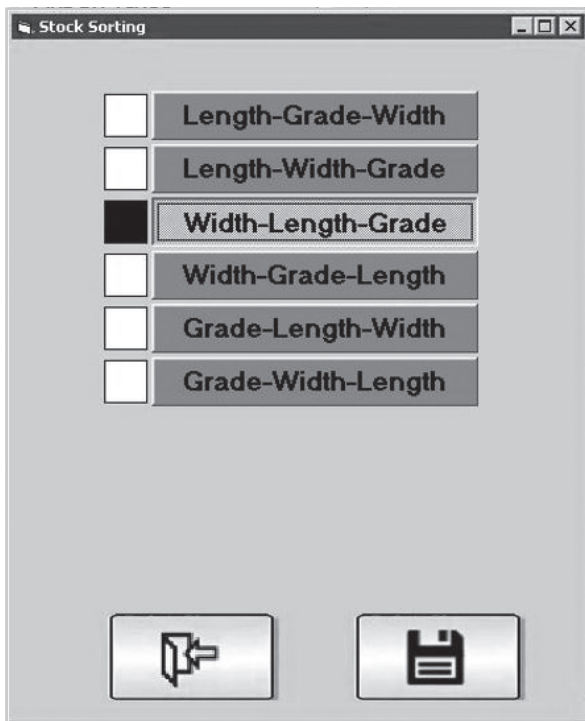 Stock Sorting
Length-Grade-Width
Length-Width-Grade
Width-Length-Grade
Width-Grade-Length
Grade-Length-Width
Grade-Width-Length